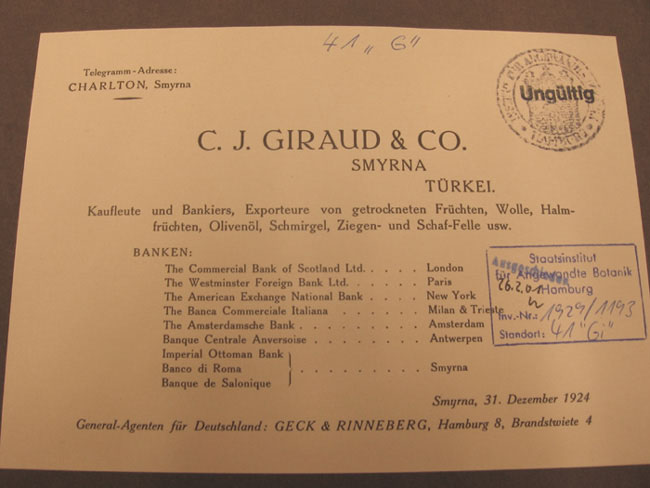 41 "G"
Telegramm-Adresse:
CHARLTON, Smyrna
Ungültig
C. J. GIRAUD & CO.
SMYRNA
TÜRKEI.
Kaufleute und Bankiers, Exporteure von getrockneten Früchten, Wolle, Halm-
früchten, Olivenöl, Schmirgel, Ziegen- und Schaf-Felle usw.
BANKEN:
The Commercial Bank of Scotland Ltd. . . . . London
The Westminster Foreign Bank Ltd. . . . . Paris
The American Exchange National Bank . . . . New York
The Banca Commerciale Italiana . . . . Milan & Trieste
The Amsterdamsche Bank . . . . . Amsterdam
Banque Centrale Anversoise . . . . . Antwerpen
Imperial Ottoman Bank
Banco di Roma . . . . . . . . . Smyrna
Banque de Salonique
Staatsinstitut
für Angewandte Botanik
Hamburg
Ausgeschieden
26.2.01
Inv.-Nr.: 1929/1193
Standort: 41 "Gi"
Smyrna, 31. Dezember 1924
General-Agenten für Deutschland: GECK & RINNEBERG, Hamburg 8, Brandstwiete 4